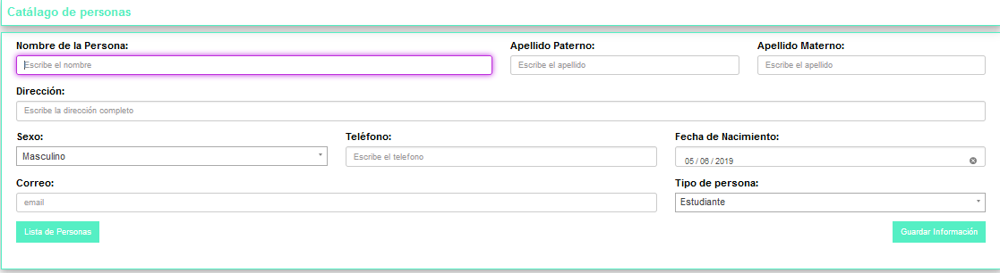 Catálago de personas
Nombre de la Persona: Apellido Paterno: Apellido Materno:
Escribe el nombre Escribe el apellido Escribe el apellido
Dirección:
Escribe la dirección completo
Sexo: Teléfono: Fecha de Nacimiento:
Masculino Escribe el telefono 05 / 06 / 2019
Correo: Tipo de persona:
email Estudiante
Lista de Personas Guardar Información